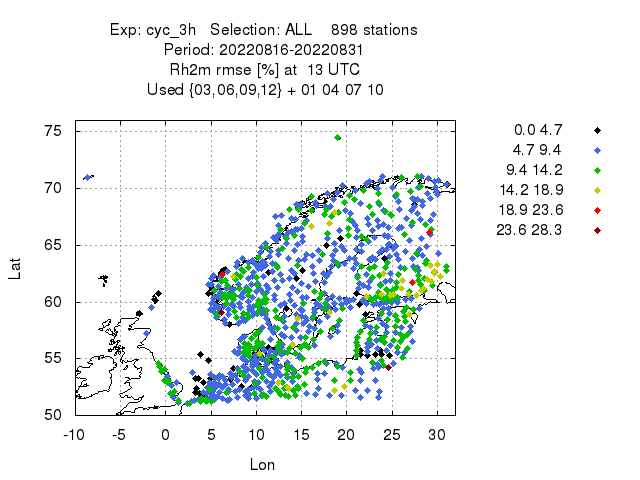 Exp: cyc_3h   Selection: ALL    898 stations
Period: 20220816-20220831
Rh2m rmse [%] at  13 UTC
Used {03,06,09,12} + 01 04 07 10
0.0 4.7
4.7 9.4
9.4 14.2
14.2 18.9
18.9 23.6
23.6 28.3
75
70
65
60
55
50
Lat
-10 -5 0 5 10 15 20 25 30
Lon